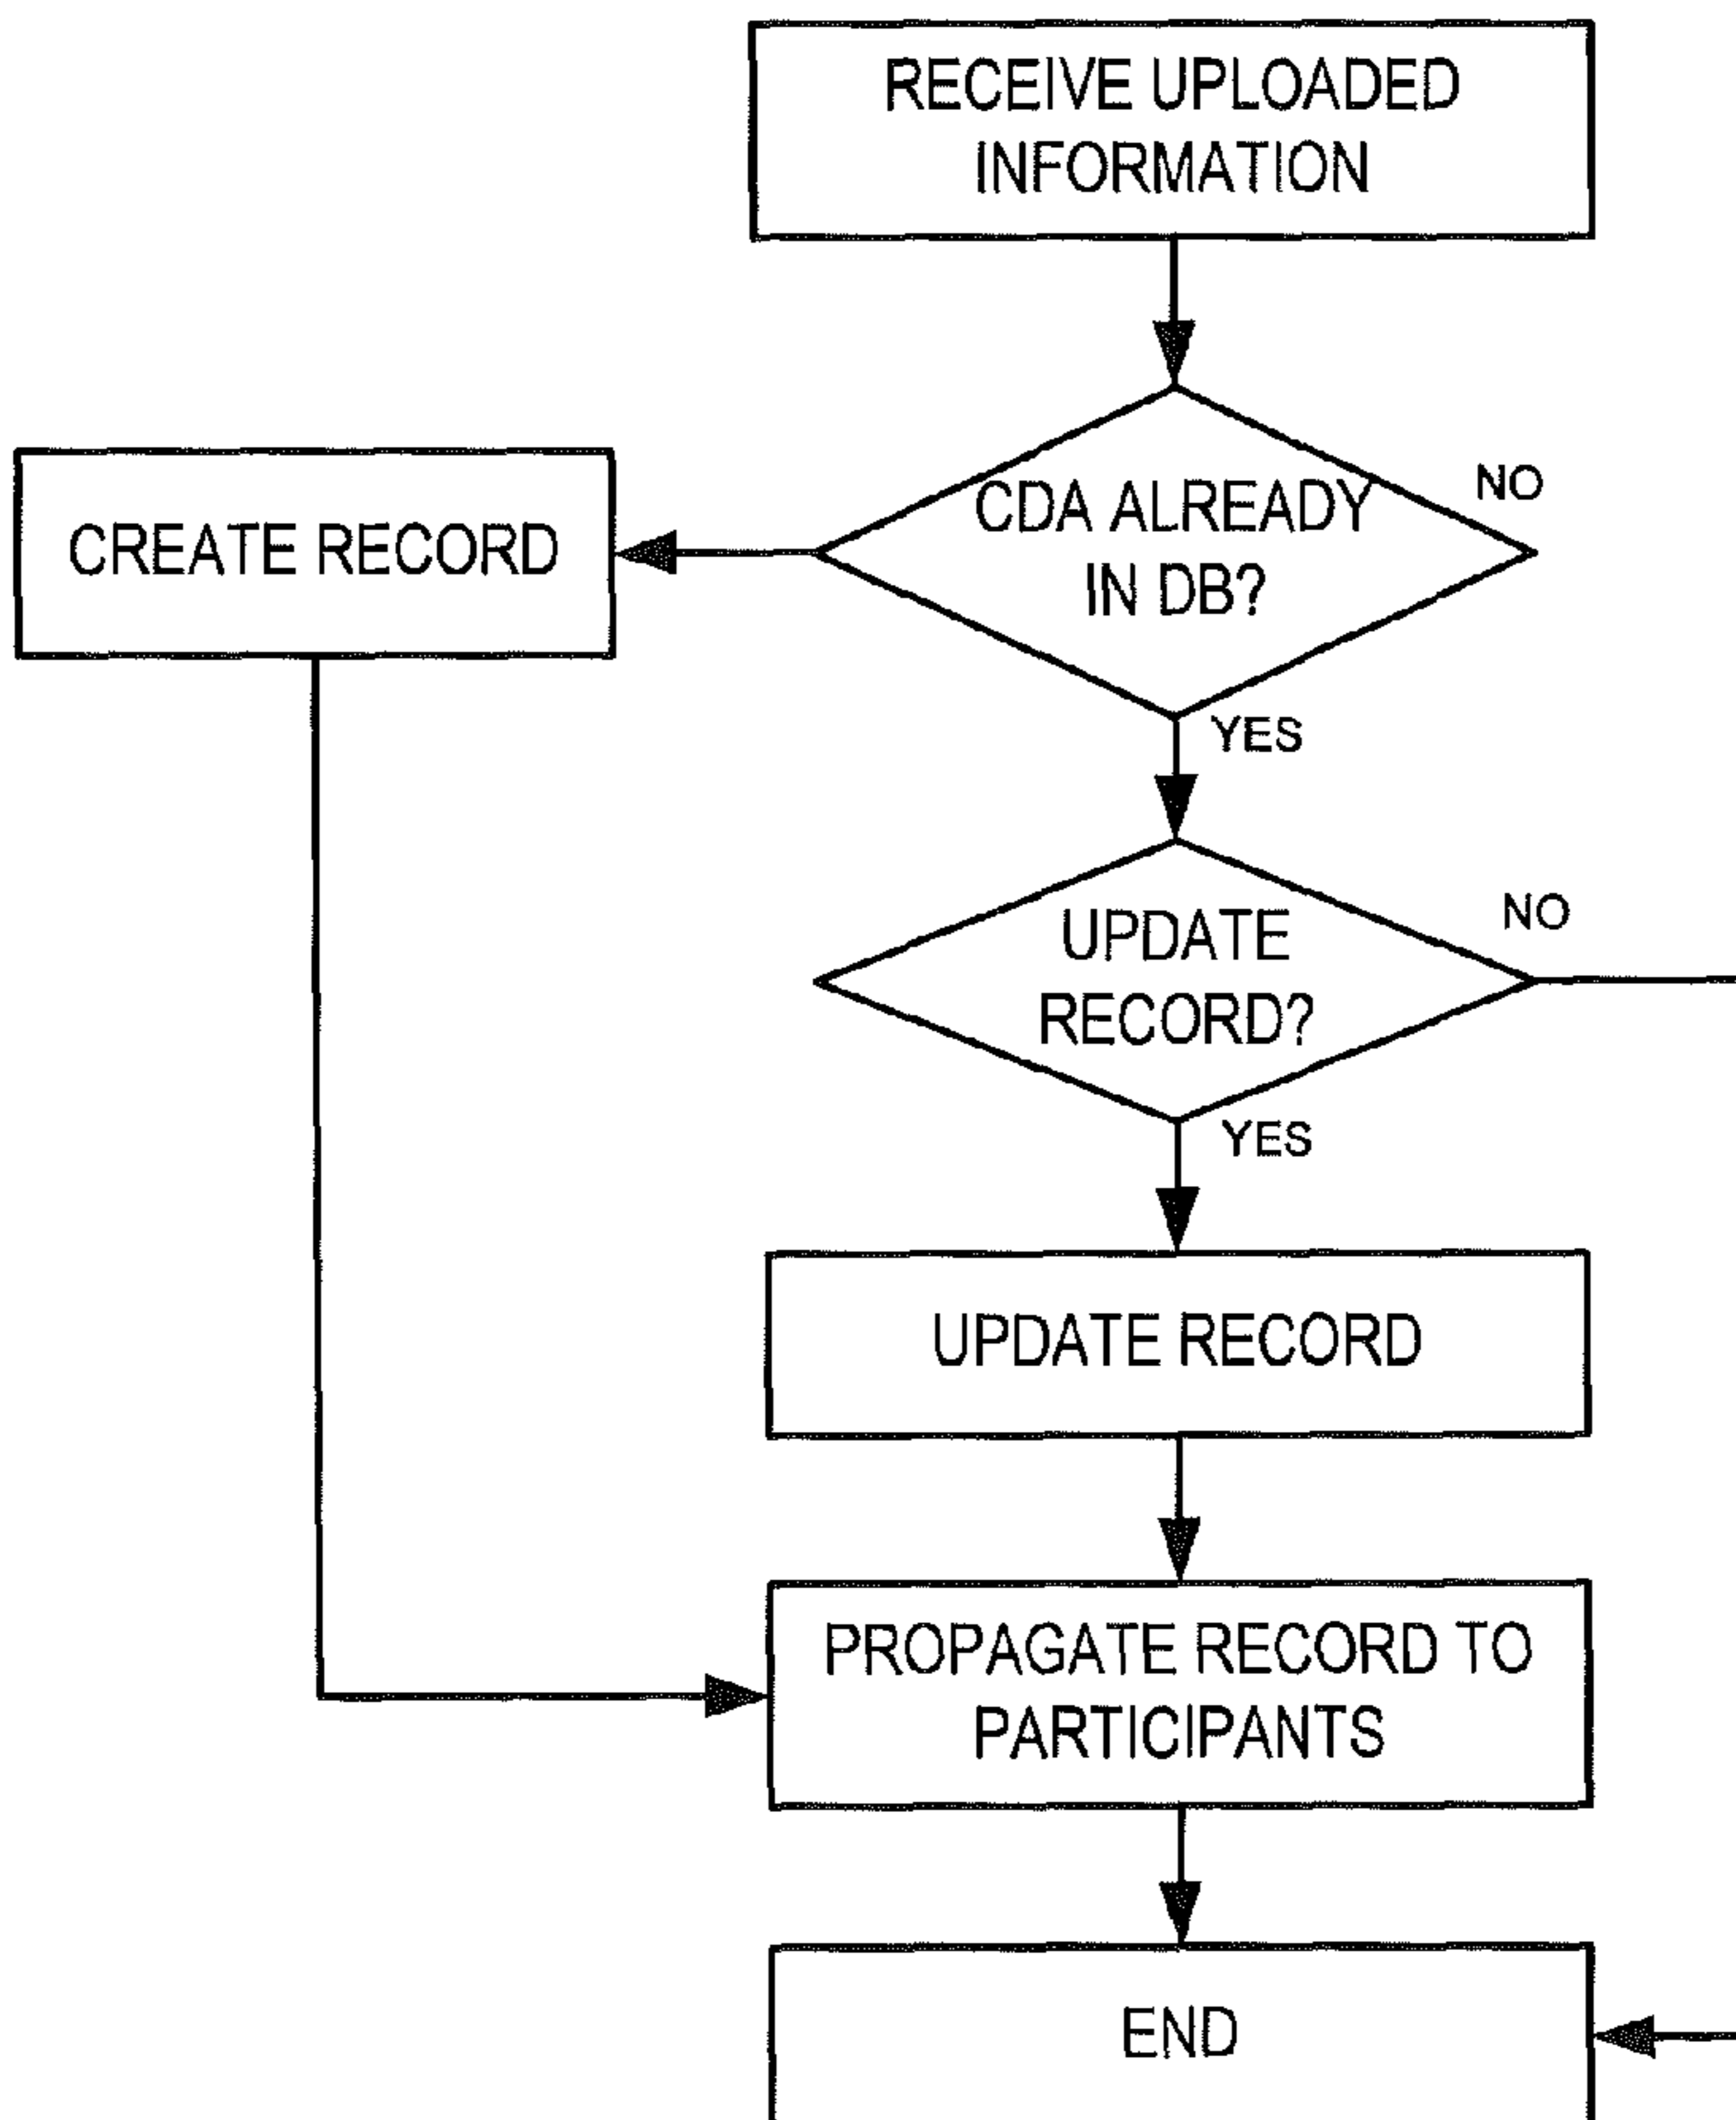 RECEIVE UPLOADED
INFORMATION
NO
CDA ALREADY
IN DB?
CREATE RECORD
YES
NO
UPDATE
RECORD?
YES
UPDATE RECORD
PROPAGATE RECORD TO
PARTICIPANTS
END